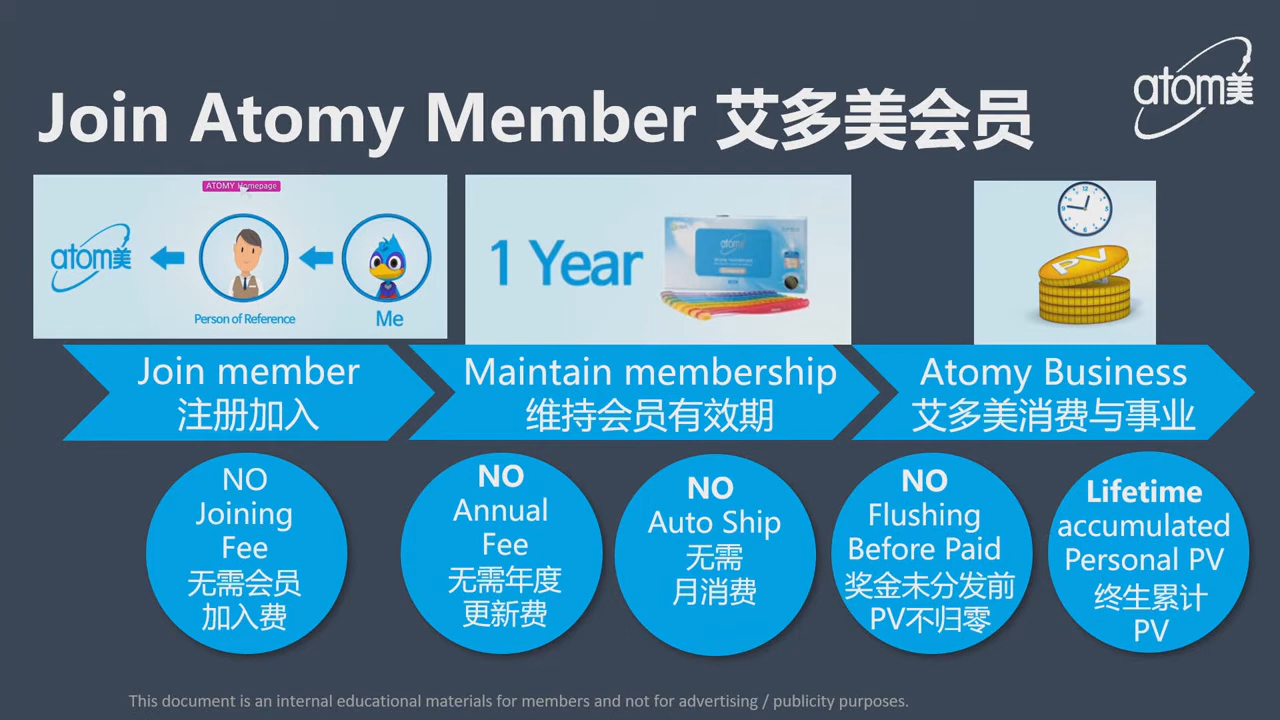 atom美
Join Atomy Member 艾多美会员
ATOMY Homepage
atom美
Person of Reference
Me
1 Year
atom美
PV
Join member
注册加入
Maintain membership
维持会员有效期
Atomy Business
艾多美消费与事业
NO
Joining
Fee
无需会员
加入费
NO
Annual
Fee
无需年度
更新费
NO
Auto Ship
无需
月消费
NO
Flushing
Before Paid
奖金未分发前
PV不归零
Lifetime
accumulated
Personal PV
终生累计
PV
This document is an internal educational materials for members and not for advertising / publicity purposes.